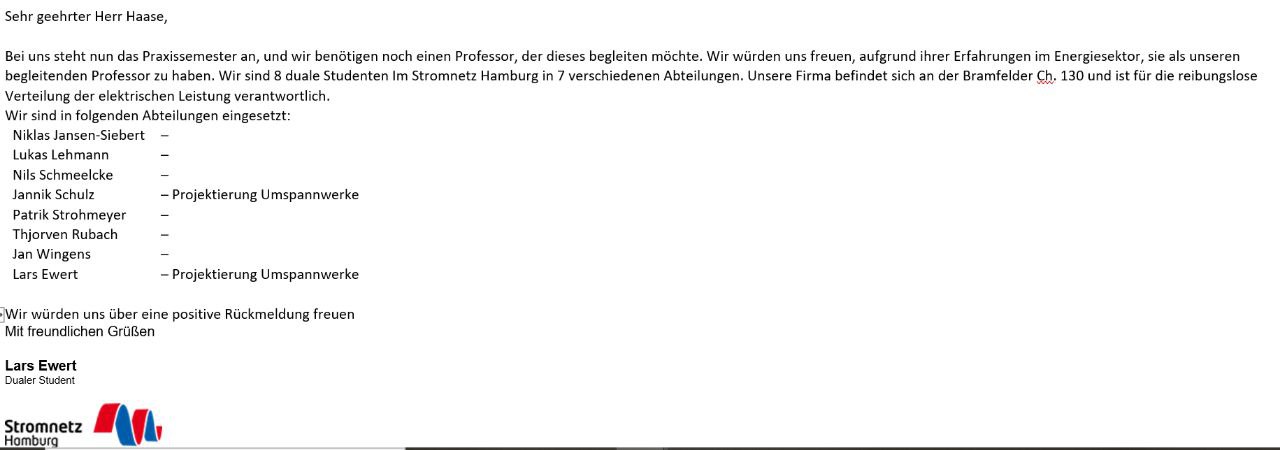 Sehr geehrter Herr Haase,
Bei uns steht nun das Praxissemester an, und wir benötigen noch einen Professor, der dieses begleiten möchte. Wir würden uns freuen, aufgrund ihrer Erfahrungen im Energiesektor, sie als unseren
begleitenden Professor zu haben. Wir sind 8 duale Studenten Im Stromnetz Hamburg in 7 verschiedenen Abteilungen. Unsere Firma befindet sich an der Bramfelder Ch. 130 und ist für die reibungslose
Verteilung der elektrischen Leistung verantwortlich.
Wir sind in folgenden Abteilungen eingesetzt:
Niklas Jansen-Siebert –
Lukas Lehmann –
Nils Schmeelcke –
Jannik Schulz – Projektierung Umspannwerke
Patrik Strohmeyer –
Thjorven Rubach –
Jan Wingens –
Lars Ewert – Projektierung Umspannwerke
Wir würden uns über eine positive Rückmeldung freuen
Mit freundlichen Grüßen
Lars Ewert
Dualer Student
Stromnetz
Hamburg